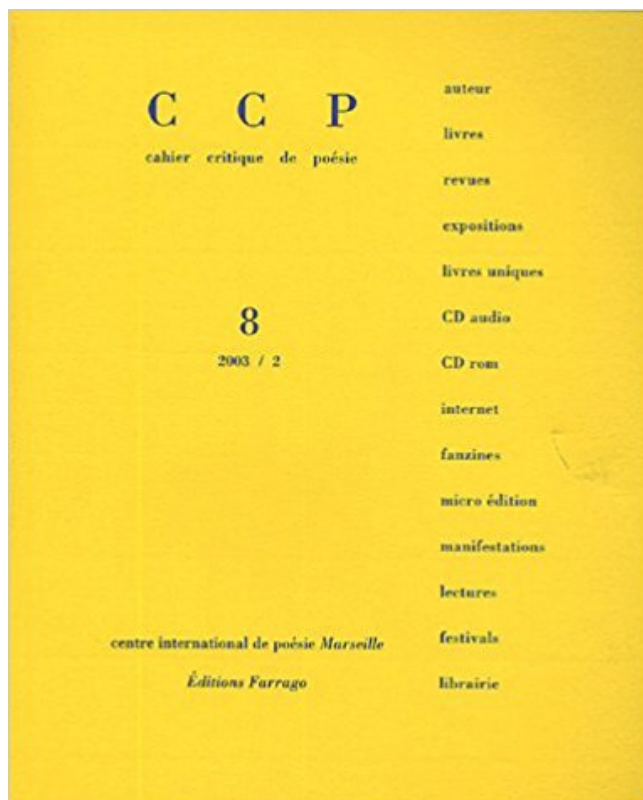 C C P
cahier critique de poésie
8
2003 / 2
centre international de poésie Marseille
Éditions Farrago
auteur
livres
revues
expositions
livres uniques
CD audio
CD rom
internet
fanzines
micro édition
manifestations
lectures
festivals
librairie